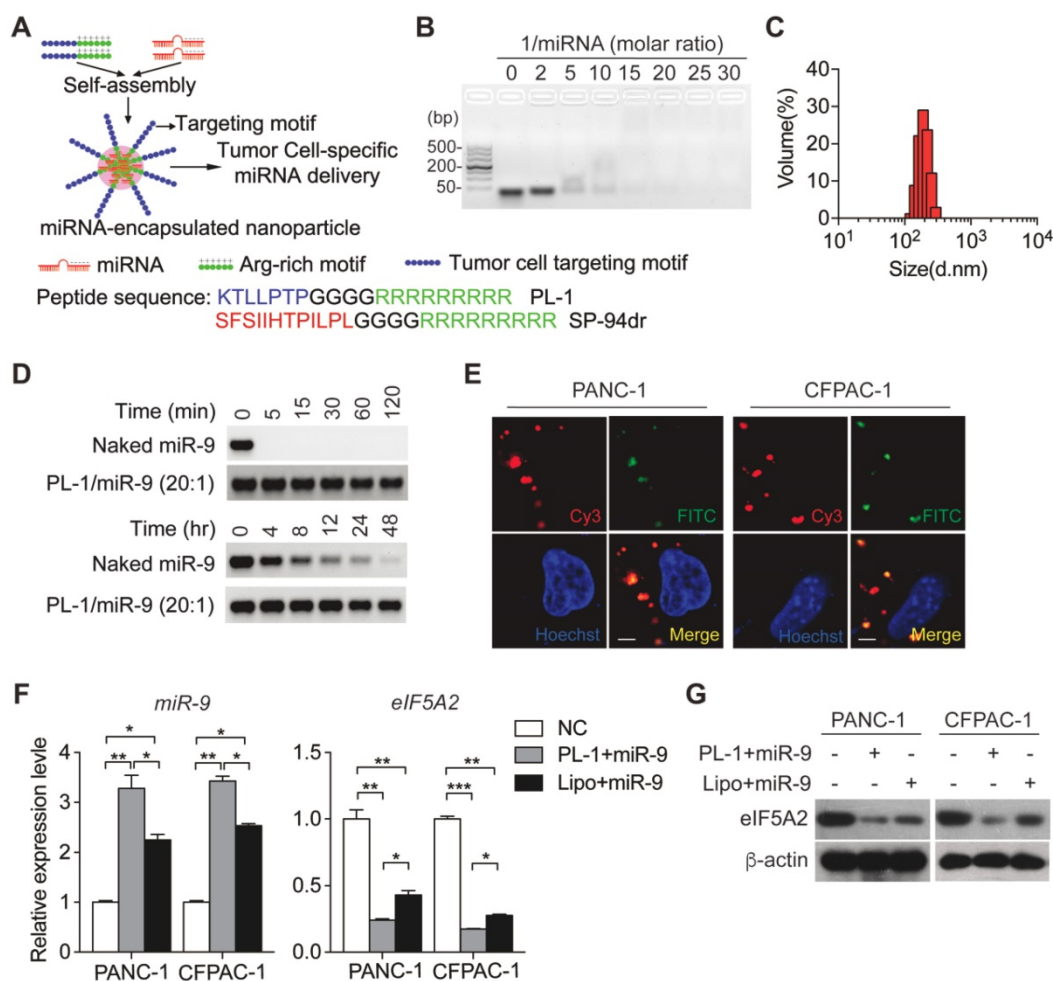 A
Self-assembly
Targeting motif
Tumor Cell-specific
miRNA delivery
miRNA-encapsulated nanoparticle
miRNA
Arg-rich motif
Tumor cell targeting motif
Peptide sequence: KTLLPTPGGGGRRRRRRRRR PL-1
SFSIIHTPILPLGGGGRRRRRRRRR SP-94dr
B
1/miRNA (molar ratio)
0 2 5 10 15 20 25 30
(bp)
500-
200-
50-
C
Volume(%)
40
30
20
10
0
10¹ 10² 10³ 10⁴
Size(d.nm)
D
Time (min) 0 5 15 30 60 120
Naked miR-9
PL-1/miR-9 (20:1)
Time (hr) 0 4 8 12 24 48
Naked miR-9
PL-1/miR-9 (20:1)
E
PANC-1 CFPAC-1
Cy3 FITC Cy3 FITC
Hoechst Merge Hoechst Merge
F
miR-9
Relative expression level
4
3
2
1
0
* ** * * ** *
PANC-1 CFPAC-1
eIF5A2
1.5
1.0
0.5
0.0
** ** * ** *** *
PANC-1 CFPAC-1
NC
PL-1+miR-9
Lipo+miR-9
G
PANC-1 CFPAC-1
PL-1+miR-9 - + - - + -
Lipo+miR-9 - - + - - +
eIF5A2
β-actin